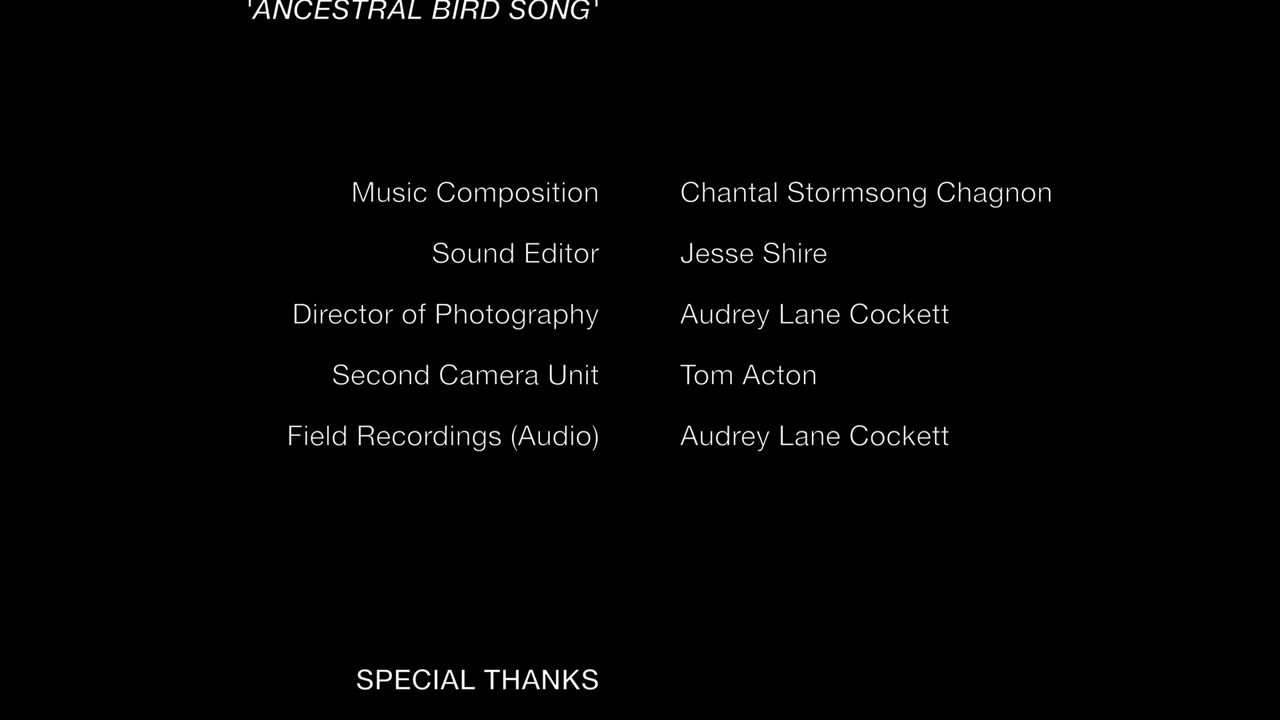 'ANCESTRAL BIRD SONG'
Music Composition Chantal Stormsong Chagnon
Sound Editor Jesse Shire
Director of Photography Audrey Lane Cockett
Second Camera Unit Tom Acton
Field Recordings (Audio) Audrey Lane Cockett
SPECIAL THANKS